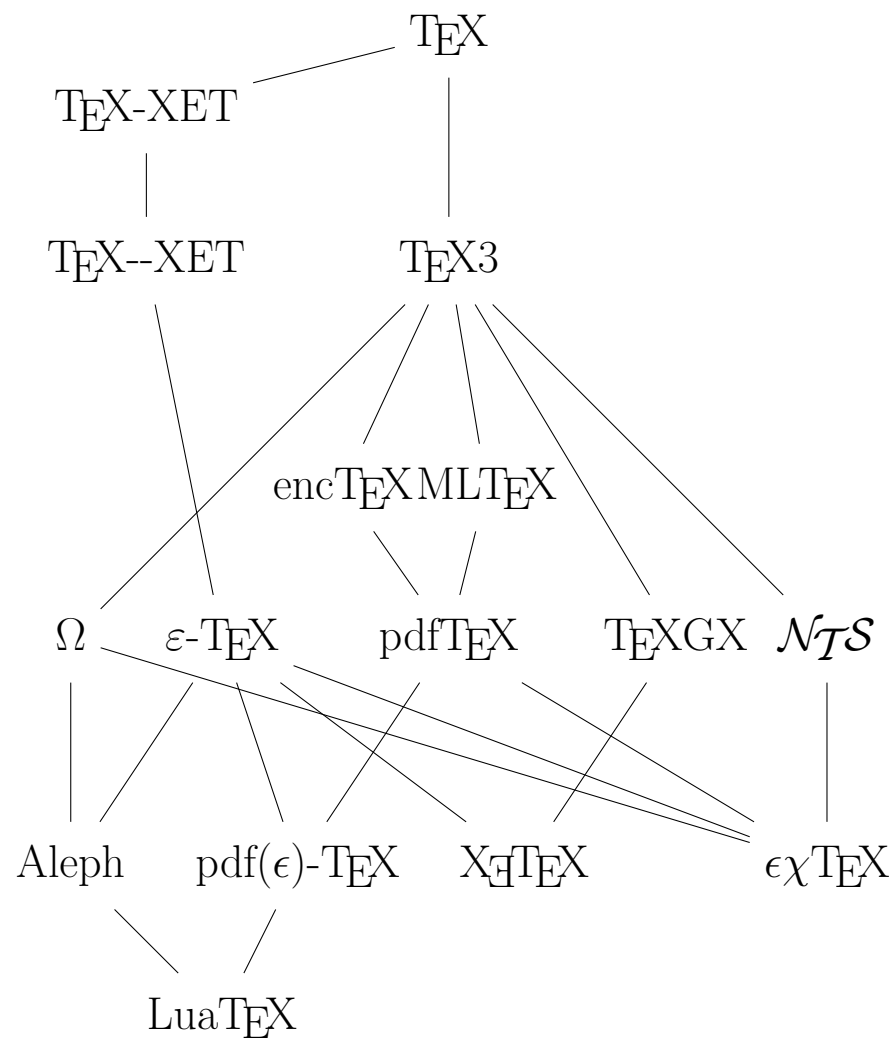 TEX
TEX-XET
TEX--XET TEX3
encTEX MLTEX
Ω ε-TEX pdfTEX TEXGX NTS
Aleph pdf(ϵ)-TEX XƎTEX ϵχTEX
LuaTEX